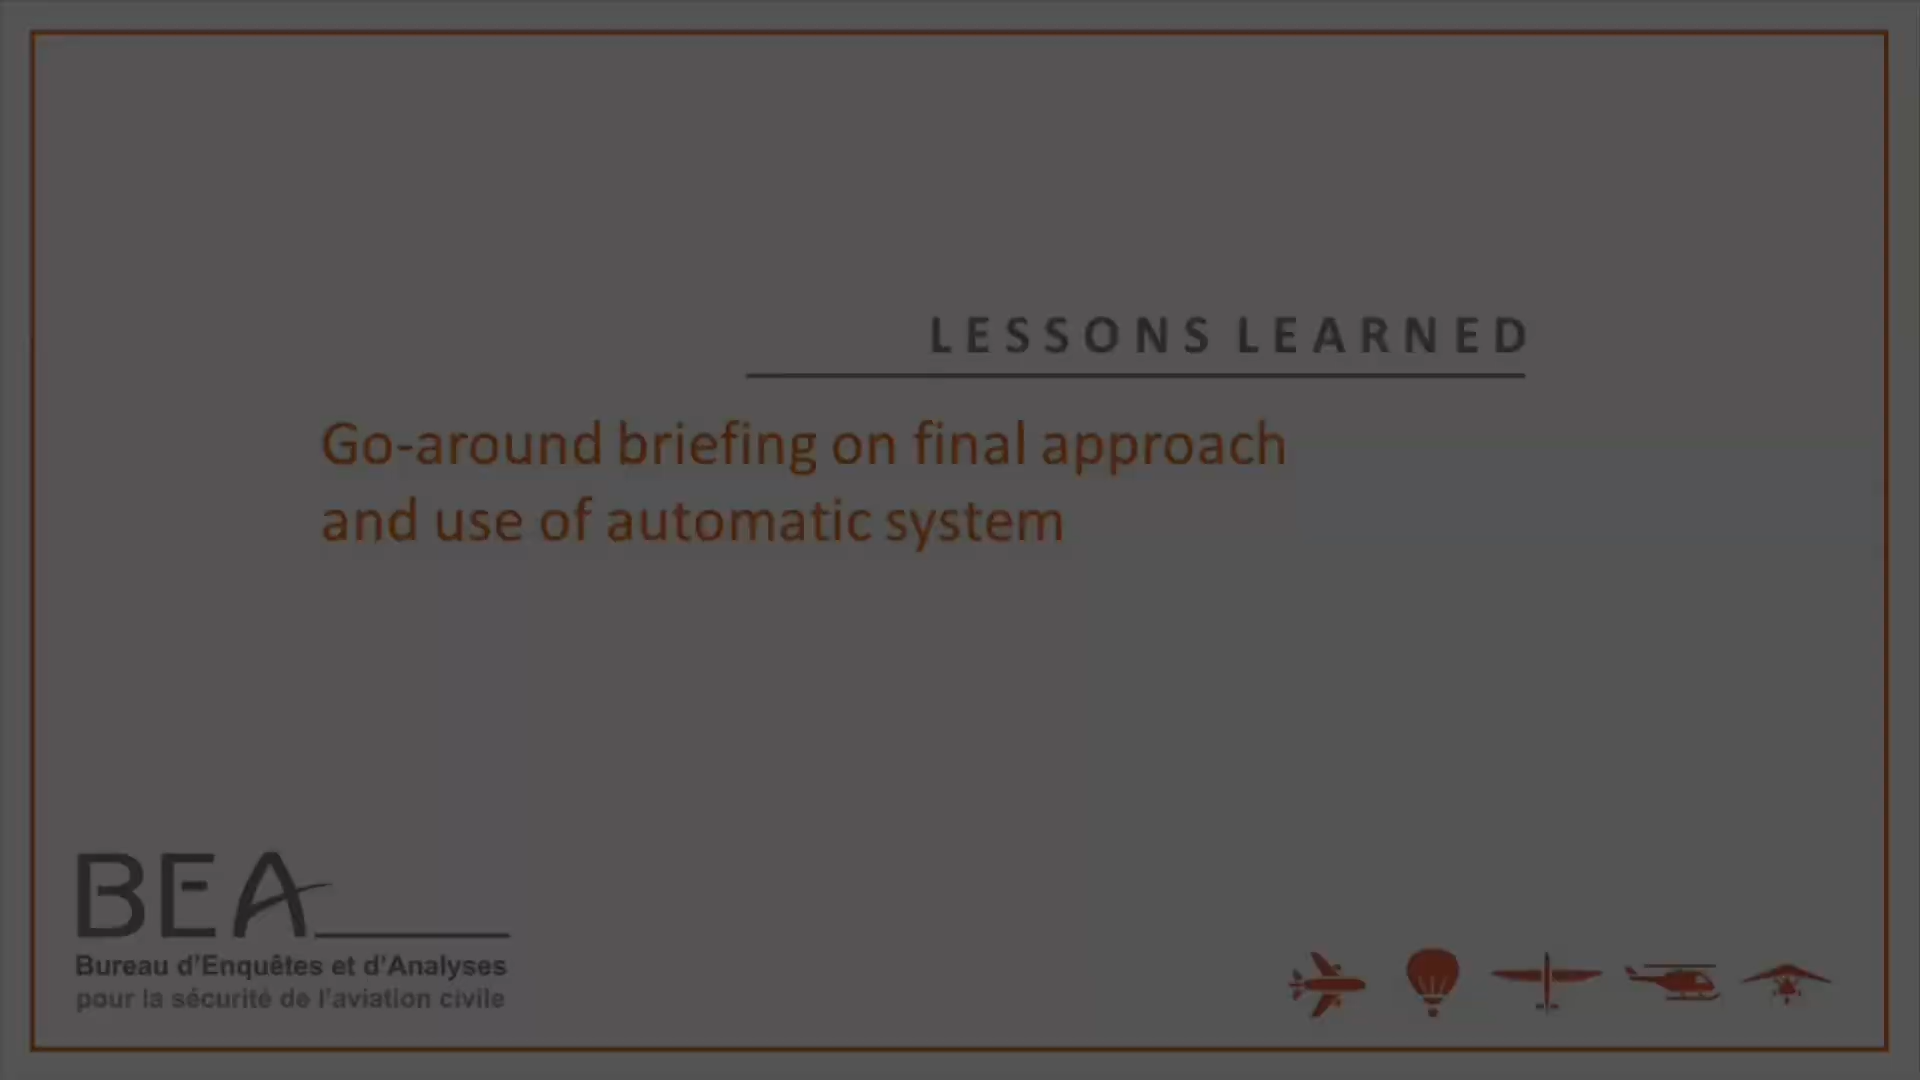 LESSONS LEARNED
Go-around briefing on final approach
and use of automatic system
BEA
Bureau d'Enquêtes et d'Analyses
pour la sécurité de l'aviation civile